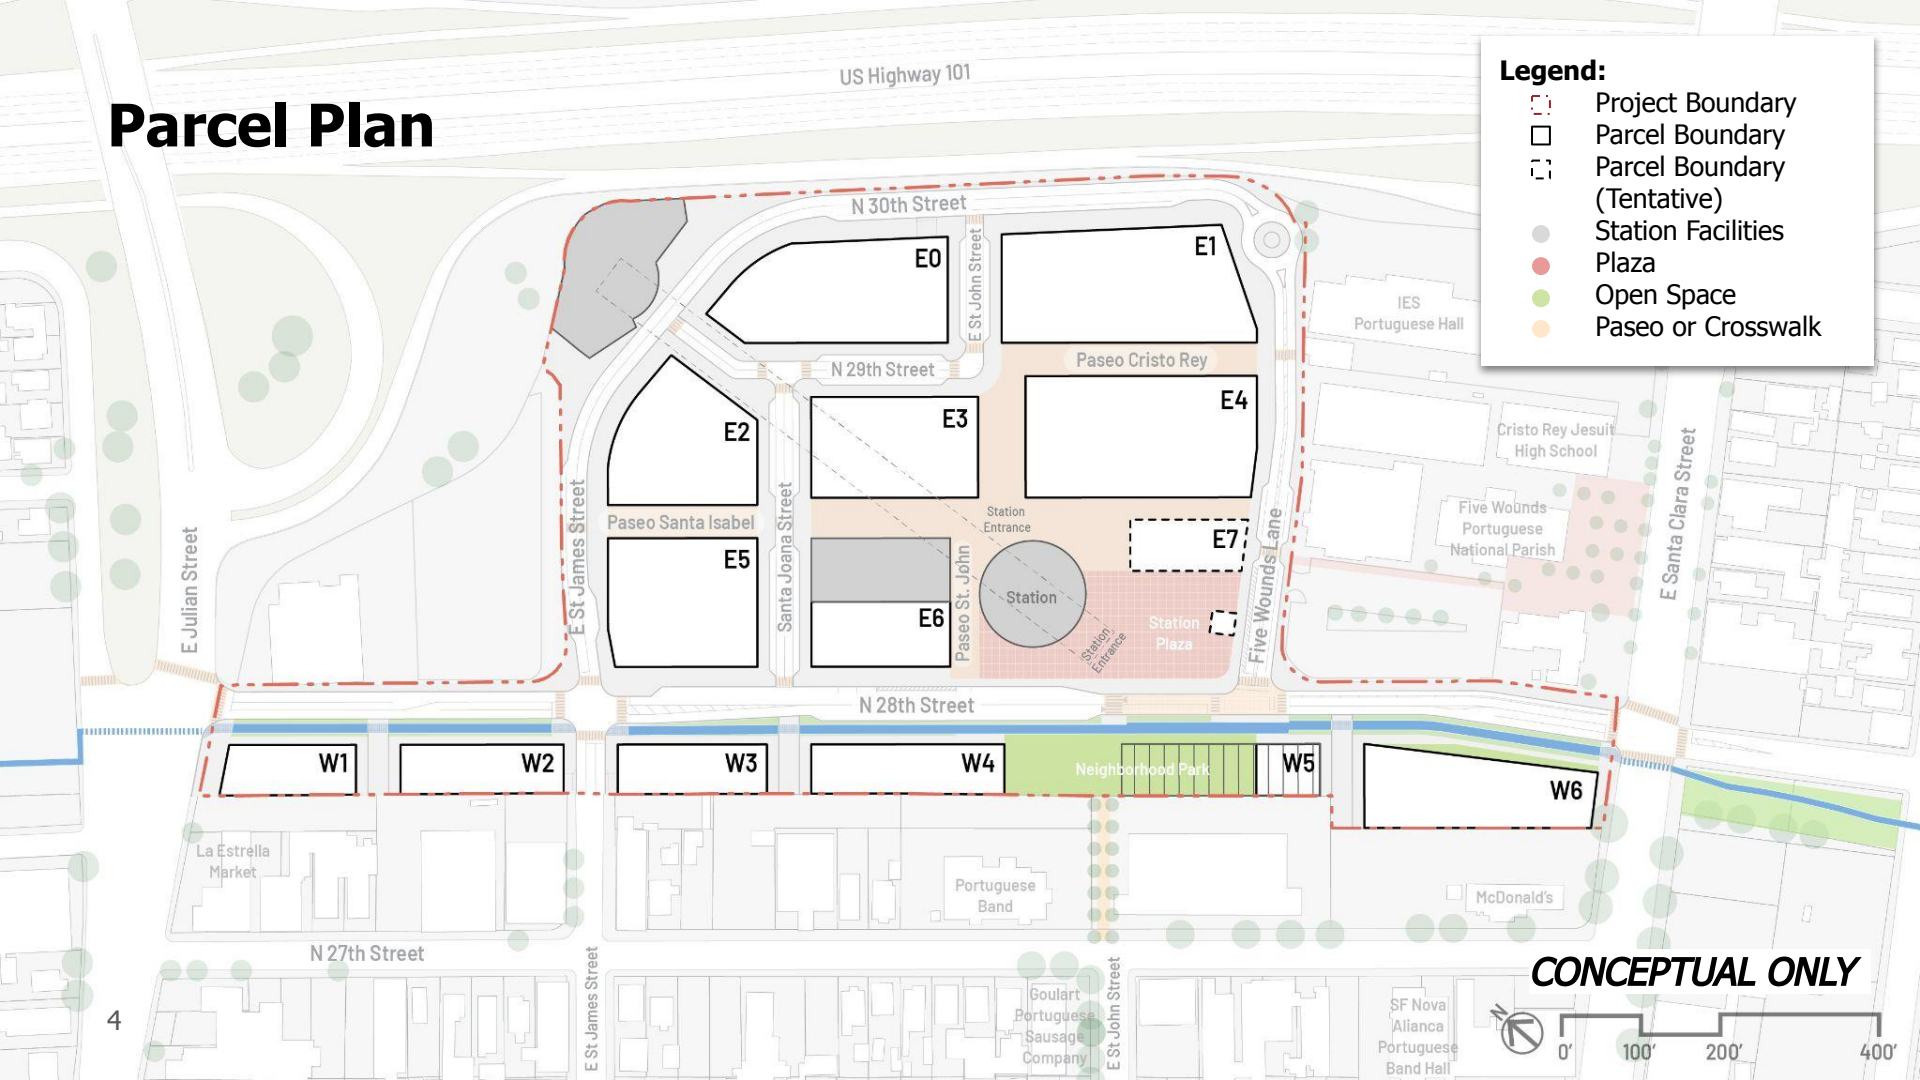 Parcel Plan
US Highway 101
Legend:
Project Boundary
Parcel Boundary
Parcel Boundary
(Tentative)
Station Facilities
Plaza
Open Space
Paseo or Crosswalk
N 30th Street
E0
E St John Street
E1
IES
Portuguese Hall
N 29th Street
Paseo Cristo Rey
E2
E3
E4
Cristo Rey Jesuit
High School
E Santa Clara Street
Station
Entrance
Five Wounds
Portuguese
National Parish
Paseo Santa Isabel
E Julian Street
E St James Street
Santa Joana Street
E5
E6
Paseo St. John
Station
E7
Five Wounds Lane
Station
Plaza
Station
Entrance
N 28th Street
W1
W2
W3
W4
Neighborhood Park
W5
W6
La Estrella
Market
Portuguese
Band
McDonald's
N 27th Street
E St James Street
E St John Street
Goulart
Portuguese
Sausage
Company
SF Nova
Alianca
Portuguese
Band Hall
CONCEPTUAL ONLY
N
0'
100'
200'
400'
4